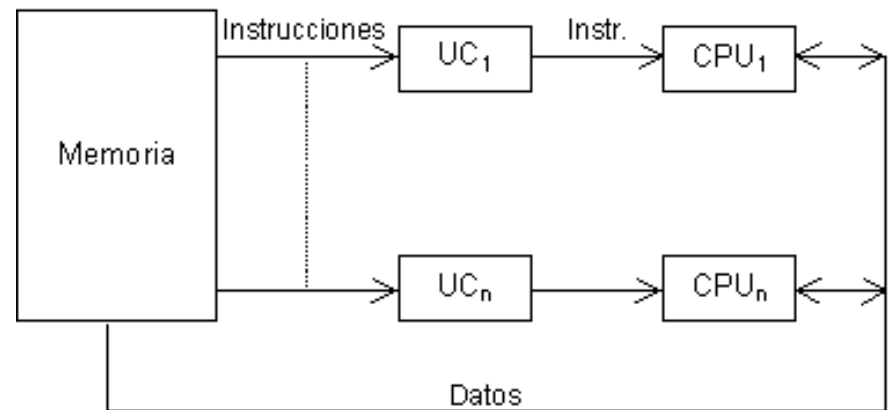 Instrucciones
UC₁
Instr.
CPU₁
Memoria
UCₙ
CPUₙ
Datos